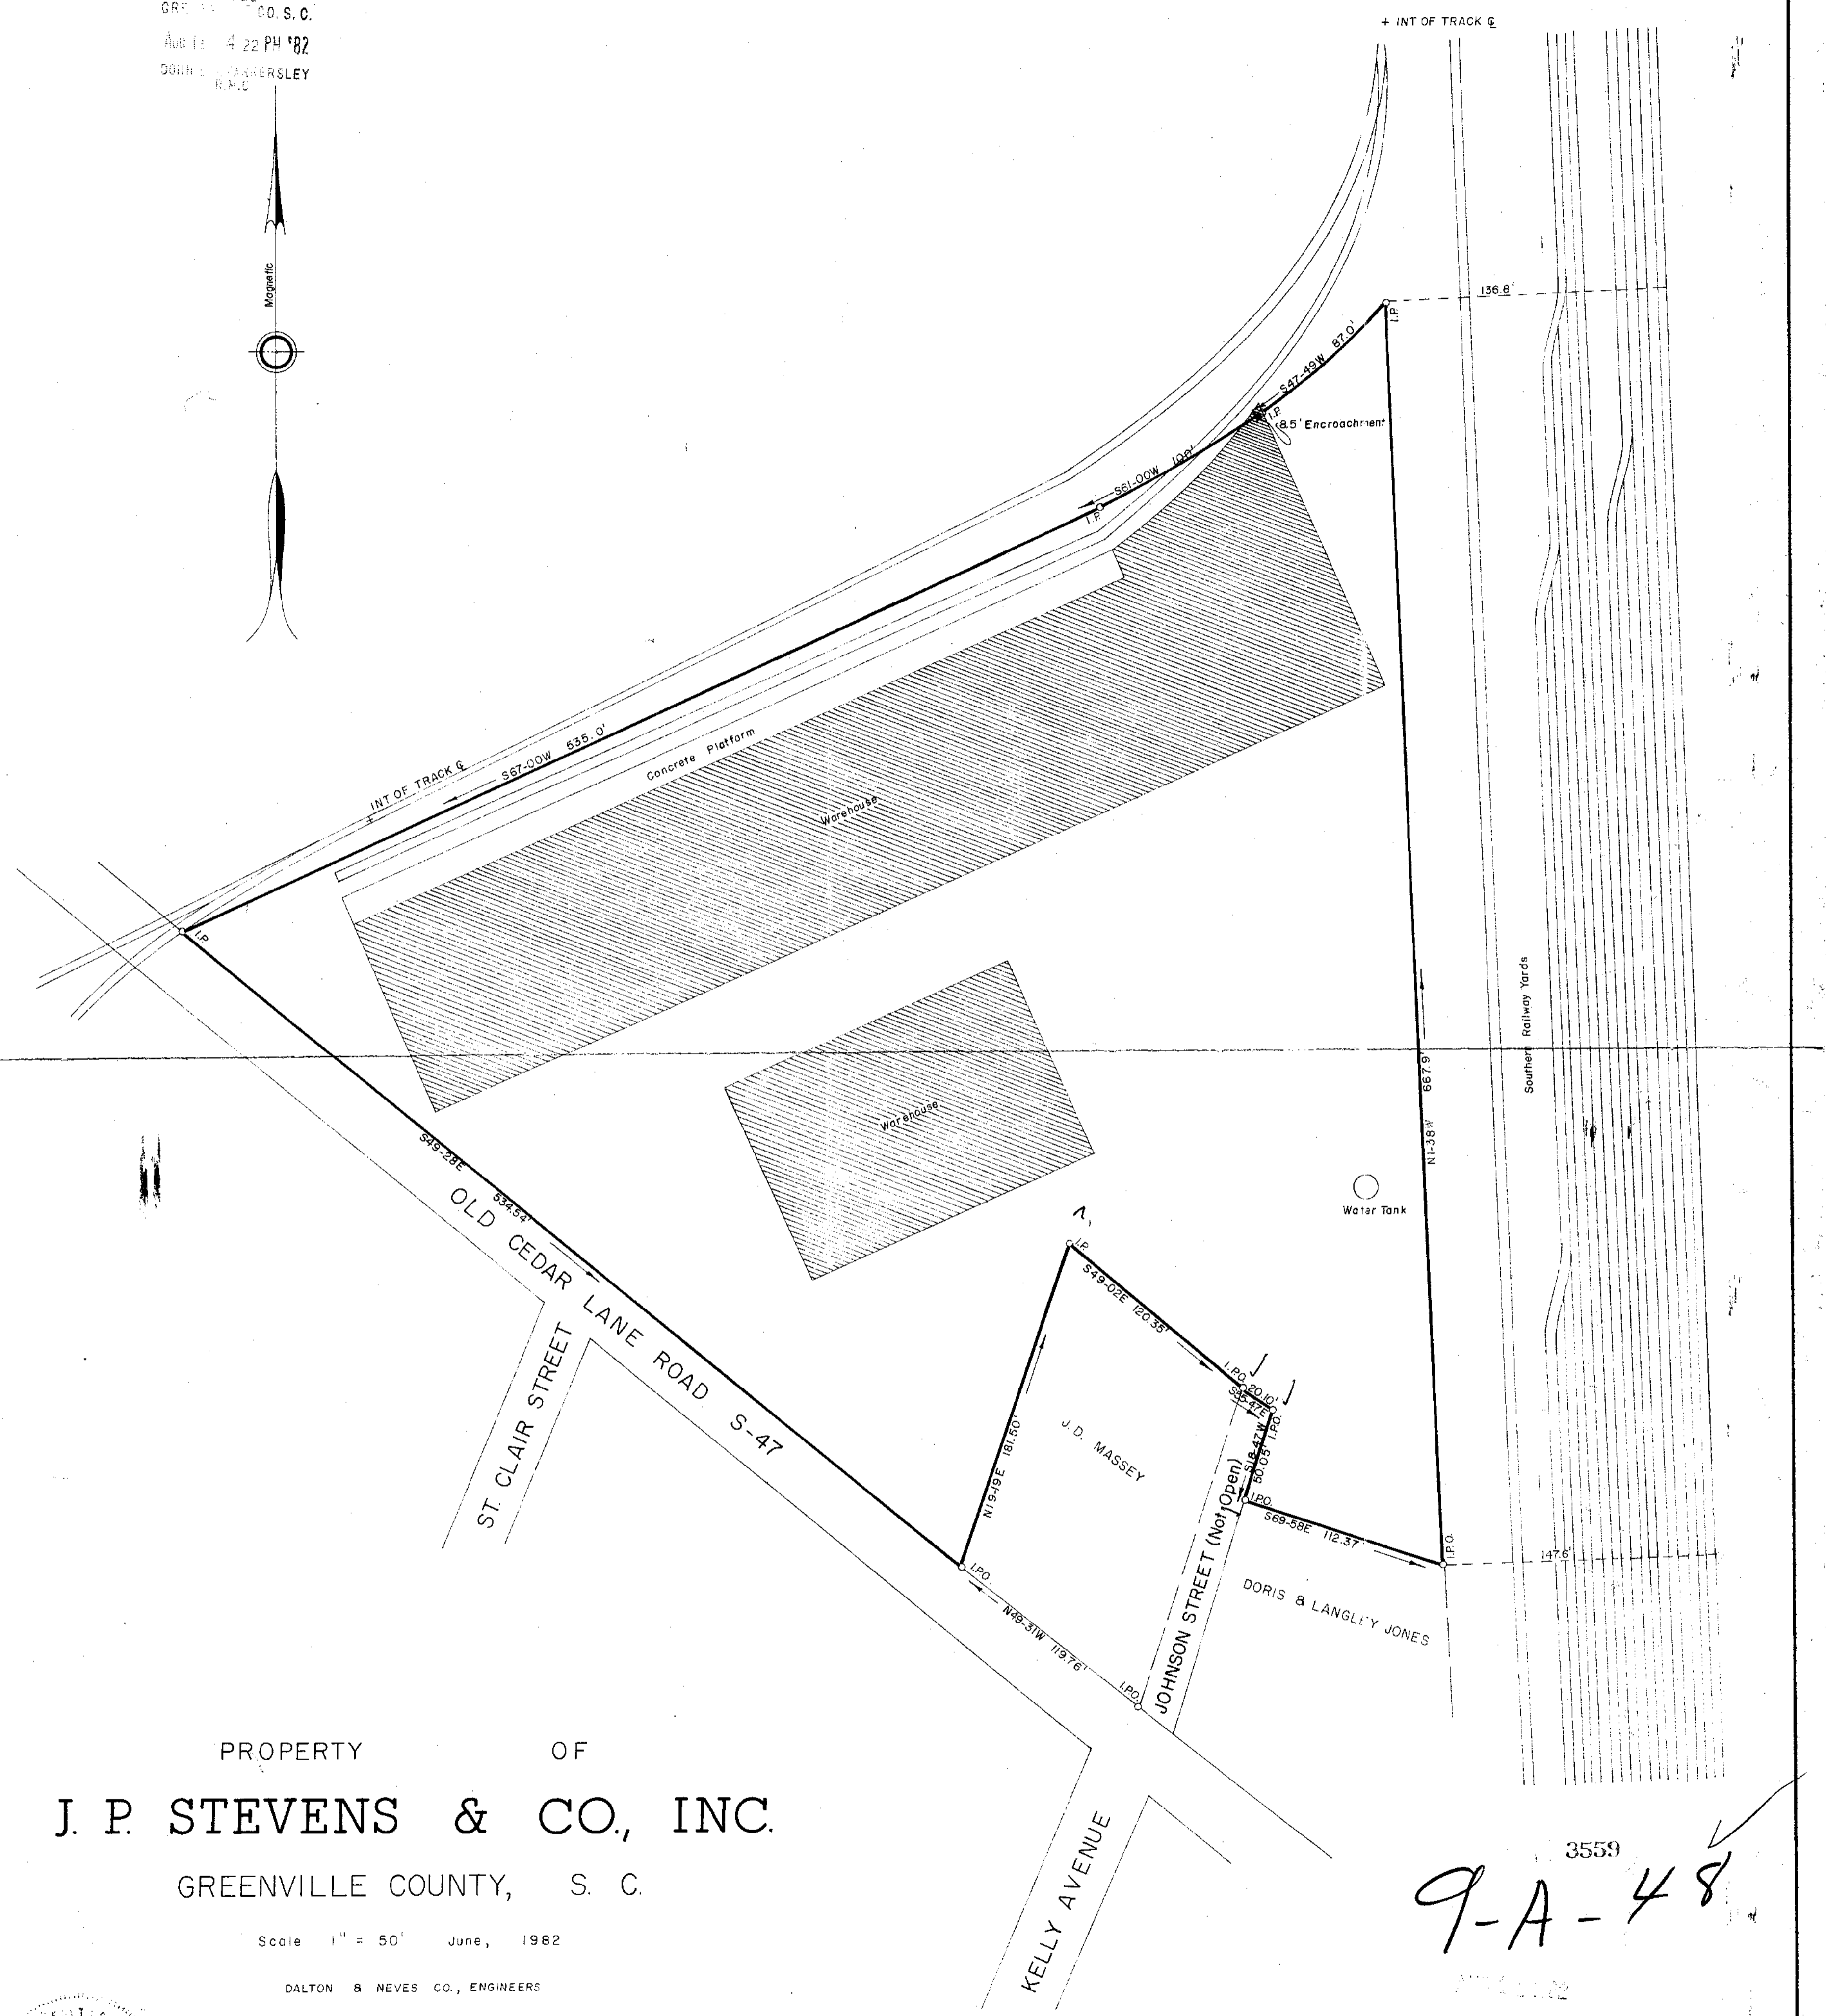 CO. S. C.
4 22 PH '82
R.M.C
+ INT OF TRACK ℄
Magnetic
136.8'
I.P.
S47-49W 87.0'
I.P.
8.5' Encroachment
S61-00W 100'
I.P.
INT OF TRACK ℄
S67-00W 535.0'
Concrete Platform
Warehouse
I.P.
Southern Railway Yards
N1-38W 667.9'
Warehouse
S49-28E 534.54'
OLD CEDAR LANE ROAD S-47
Water Tank
I.P.
S49-02E 120.35'
ST. CLAIR STREET
I.P.O.
20.10'
I.P.O.
S18-47W
50.05'
J. D. MASSEY
N19-19E 181.50'
I.P.O.
S69-58E 112.37
I.P.O.
147.6'
JOHNSON STREET (Not Open)
DORIS & LANGLEY JONES
I.P.O.
N49-31W 119.76'
I.P.O.
KELLY AVENUE
PROPERTY OF
J. P. STEVENS & CO., INC.
GREENVILLE COUNTY, S. C.
Scale 1" = 50' June, 1982
DALTON & NEVES CO., ENGINEERS
3559
9-A-48